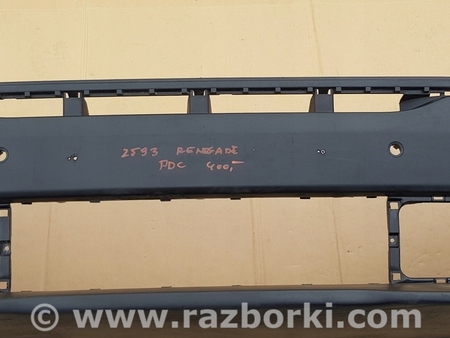 2593 RENEGADE
PDC 400,-
www.razborki.com